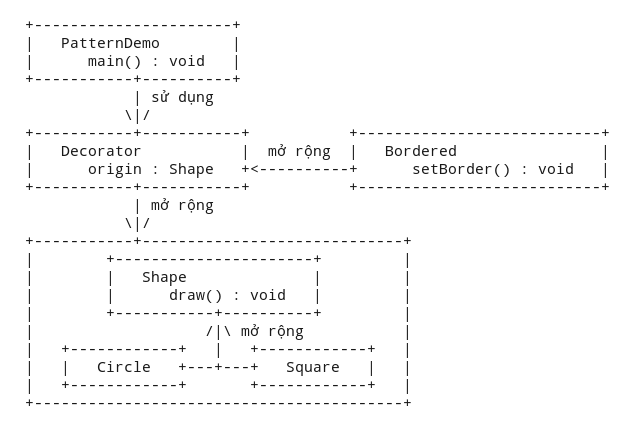 PatternDemo
main() : void
sử dụng
Decorator mở rộng Bordered
origin : Shape setBorder() : void
mở rộng
Shape
draw() : void
mở rộng
Circle Square